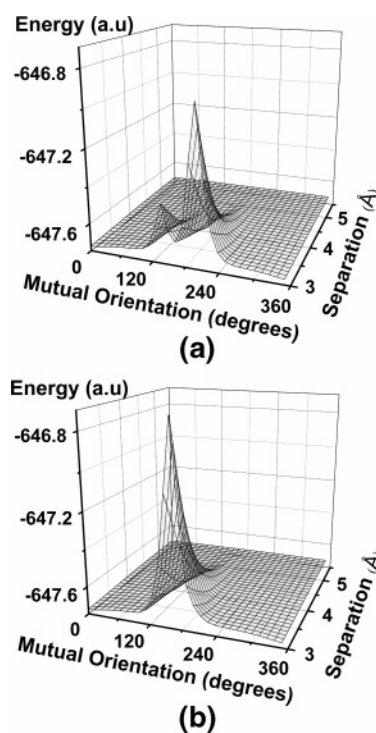 Energy (a.u)
-646.8
-647.2
-647.6
0
120
240
360
Mutual Orientation (degrees)
3
4
5
Separation (Å)
(a)
Energy (a.u)
-646.8
-647.2
-647.6
0
120
240
360
Mutual Orientation (degrees)
3
4
5
Separation (Å)
(b)